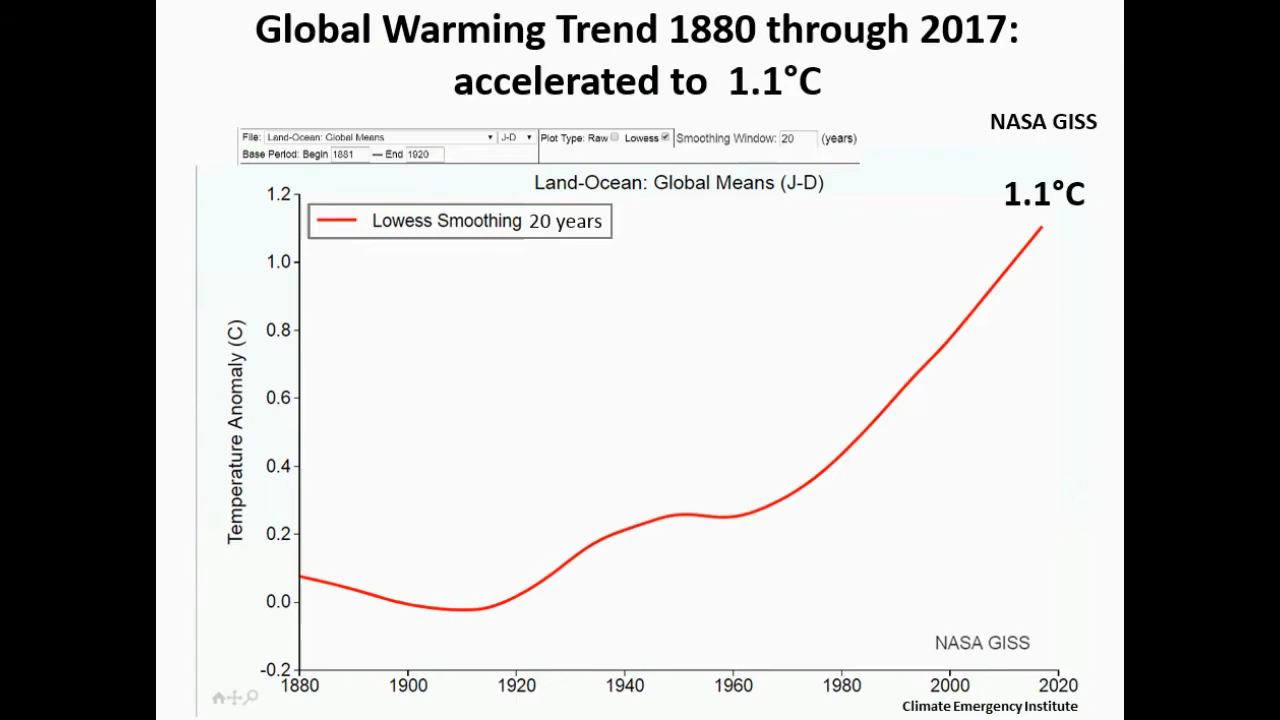 Global Warming Trend 1880 through 2017:
accelerated to 1.1°C
NASA GISS
File: Land-Ocean: Global Means J-D Plot Type: Raw Lowess Smoothing Window: 20 (years)
Base Period: Begin 1881 — End 1920
Land-Ocean: Global Means (J-D)
1.1°C
Lowess Smoothing 20 years
Temperature Anomaly (C)
1.2
1.0
0.8
0.6
0.4
0.2
0.0
-0.2
NASA GISS
1880 1900 1920 1940 1960 1980 2000 2020
Climate Emergency Institute